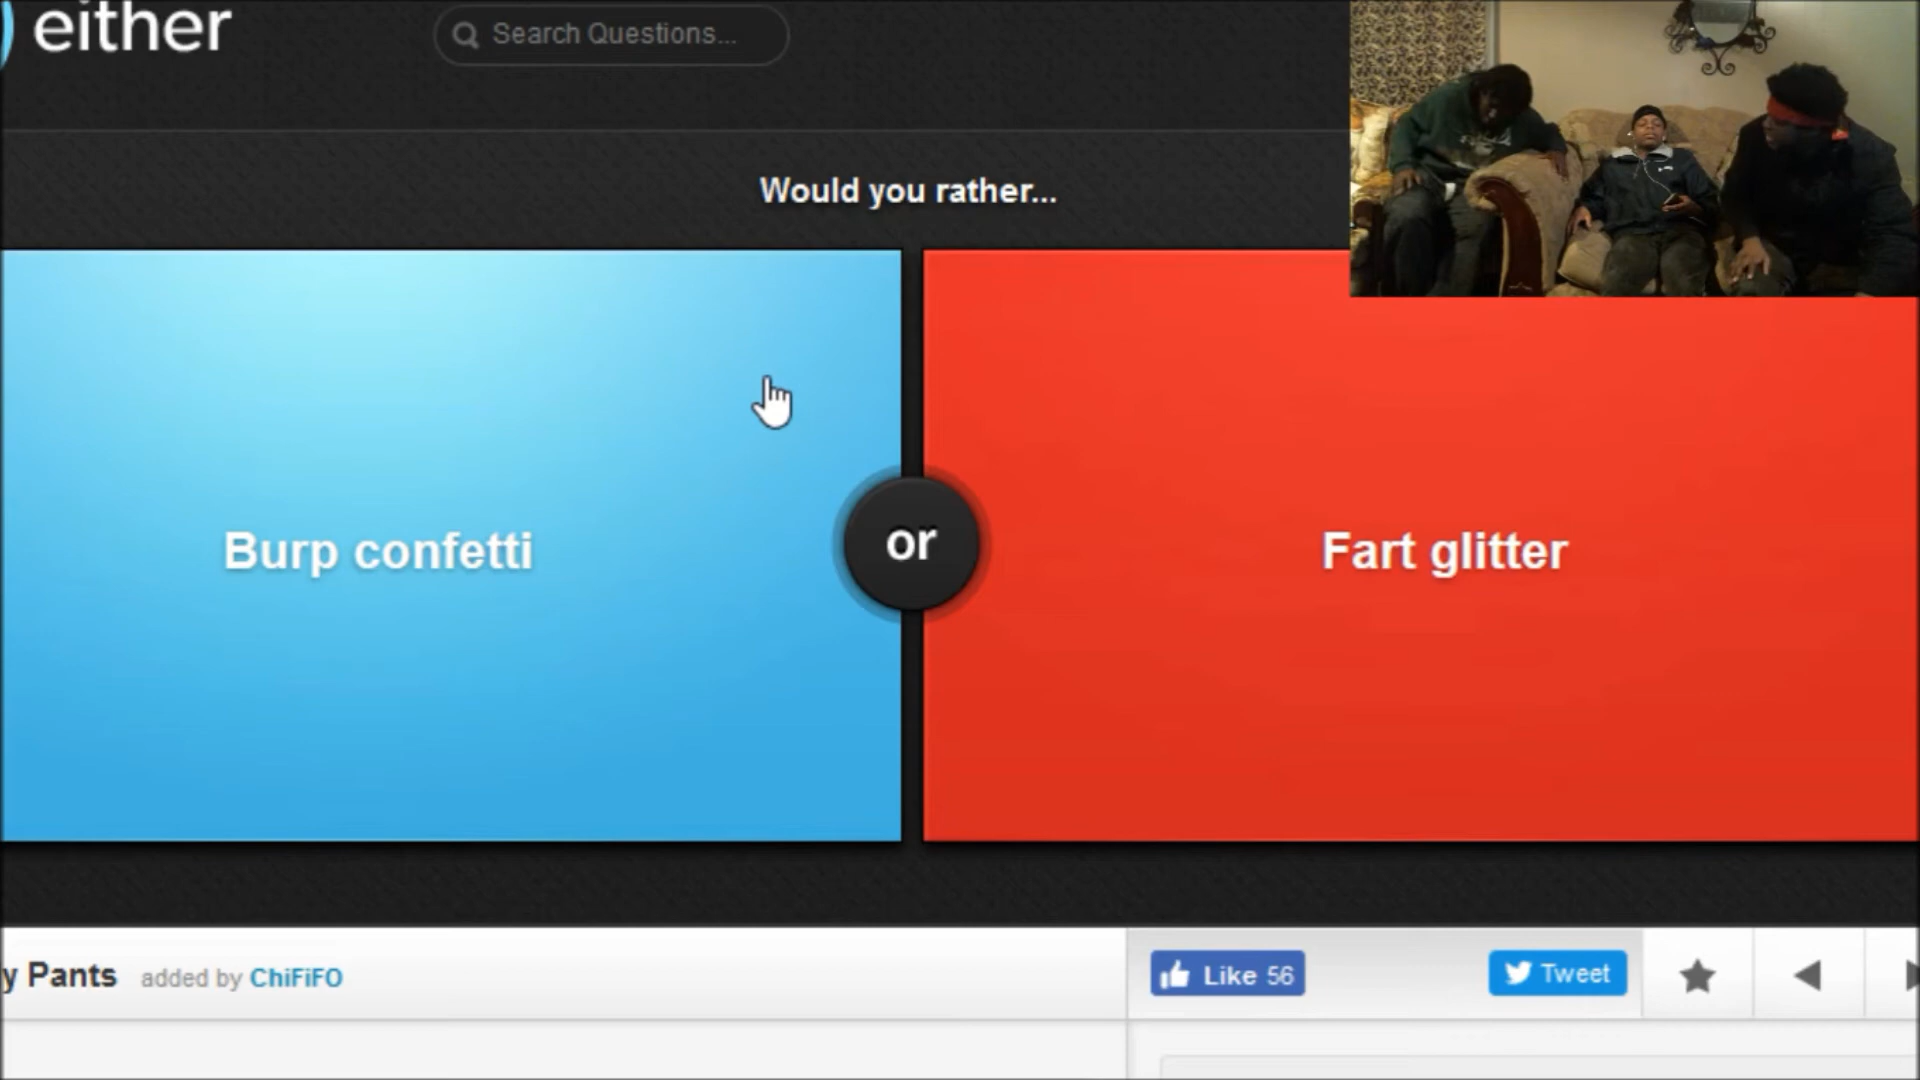 either
Search Questions...
Would you rather...
Burp confetti
or
Fart glitter
y Pants added by ChiFiFO
Like 56
Tweet